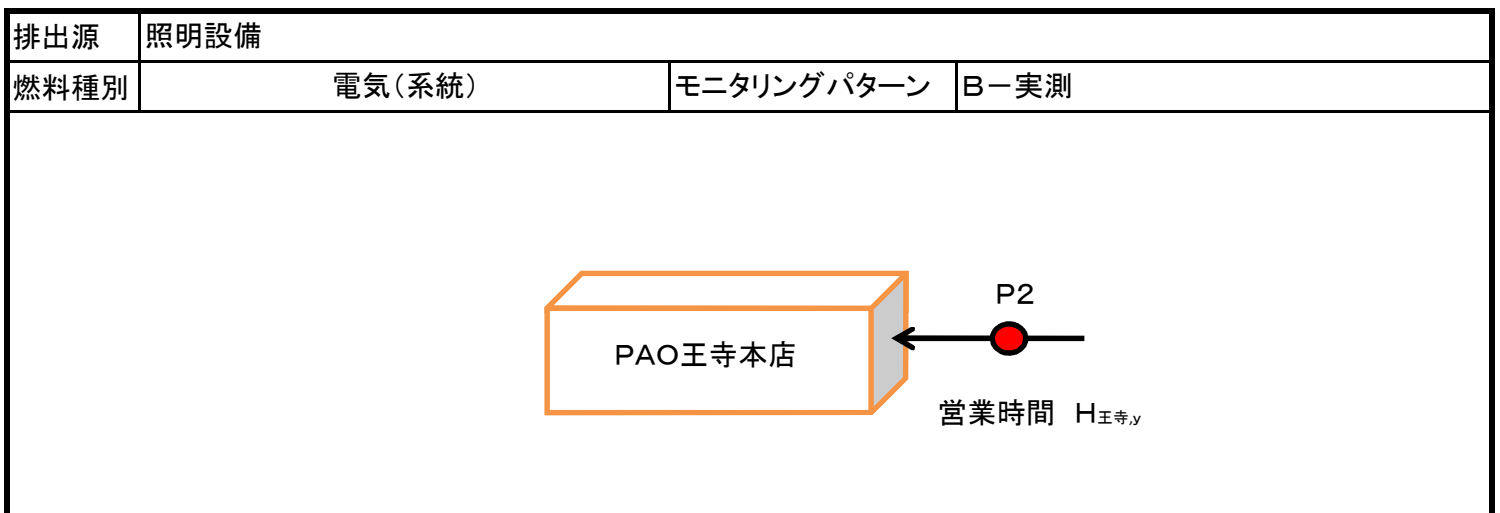 排出源 照明設備
燃料種別 電気(系統) モニタリングパターン B-実測
P2
PAO王寺本店
営業時間 H王寺,y